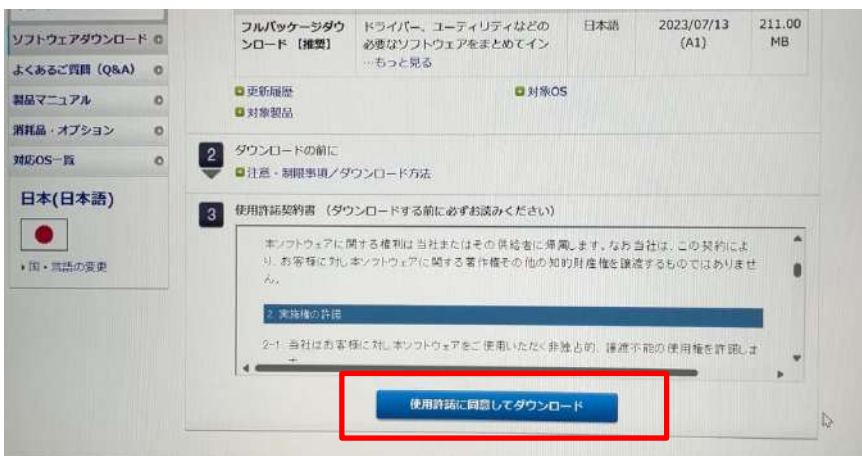 ソフトウェアダウンロード
よくあるご質問（Q&A）
製品マニュアル
消耗品・オプション
対応OS一覧
日本(日本語)
国・言語の変更
フルパッケージダウ
ンロード 【推奨】
ドライバー、ユーティリティなどの
必要なソフトウェアをまとめてイン
…もっと見る
日本語
2023/07/13
(A1)
211.00
MB
更新履歴
対象OS
対象製品
2
ダウンロードの前に
注意・制限事項／ダウンロード方法
3
使用許諾契約書 （ダウンロードする前に必ずお読みください）
本ソフトウェアに関する権利は当社またはその供給者に帰属します。なお当社は、この契約によ
り、お客様に対し本ソフトウェアに関する著作権その他の知的財産権を譲渡するものではありませ
ん。
2. 実施権の許諾
2-1. 当社はお客様に対し本ソフトウェアをご使用いただく非独占的、譲渡不能の使用権を許諾しま
使用許諾に同意してダウンロード